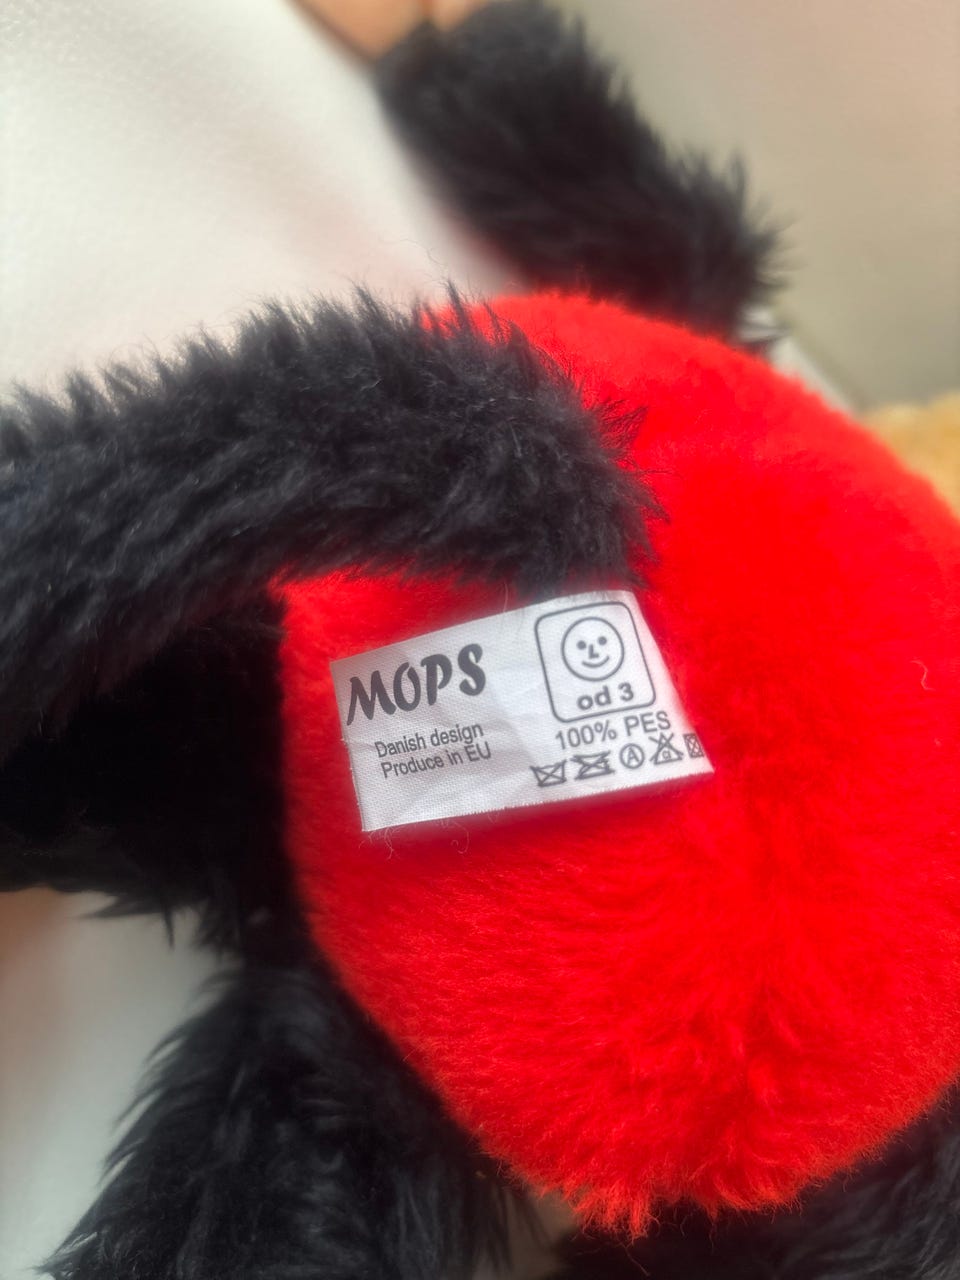 MOPS
Danish design
Produce in EU
od 3
100% PES
A